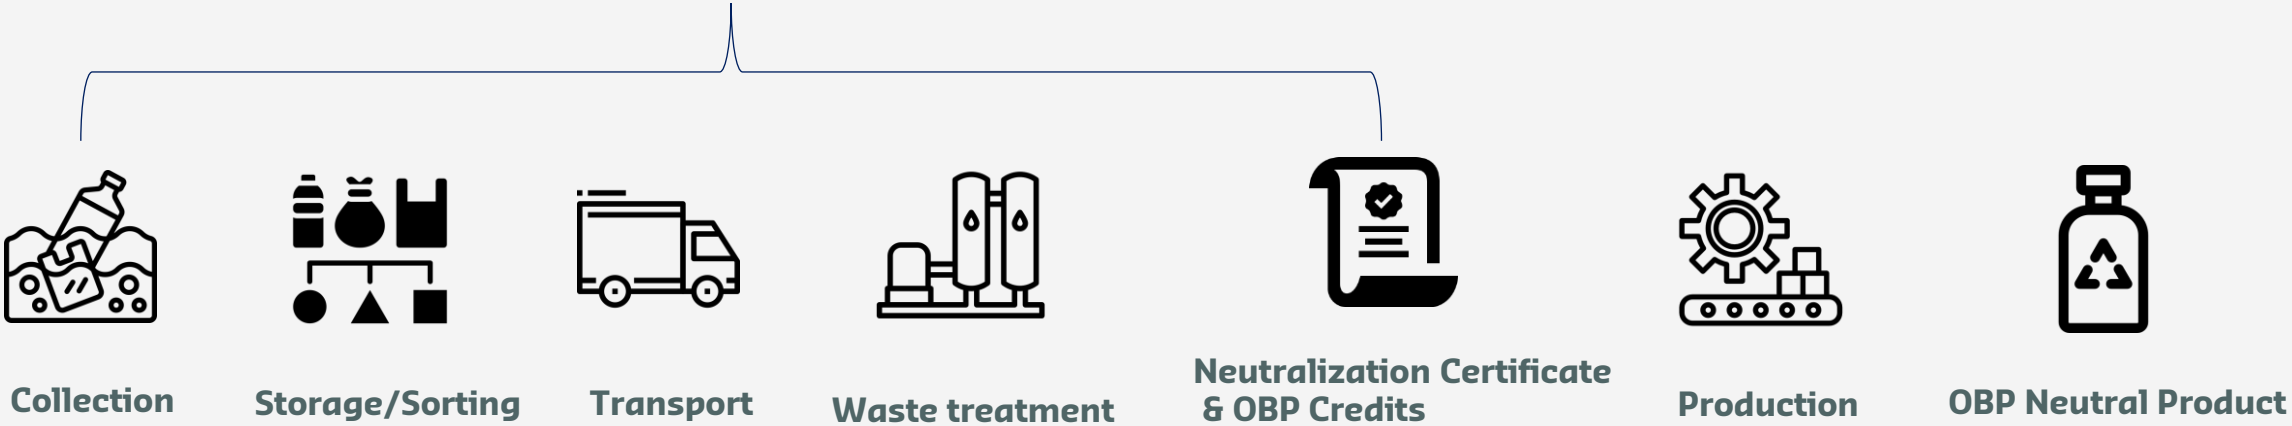 Collection
Storage/Sorting
Transport
Waste treatment
Neutralization Certificate
& OBP Credits
Production
OBP Neutral Product